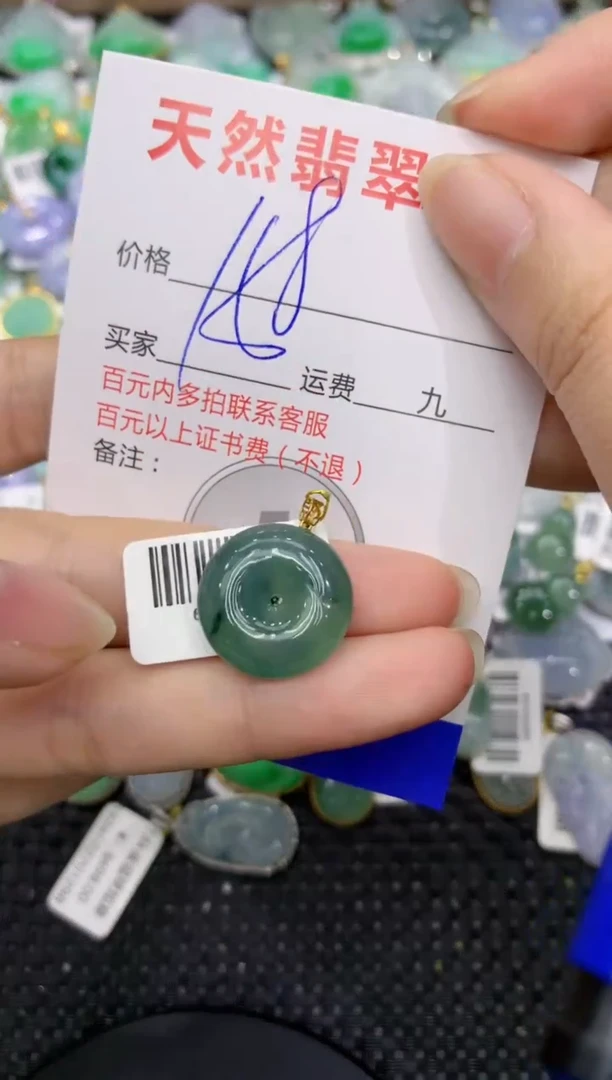 天然翡翠
价格 168
买家 运费 九
百元内多拍联系客服
百元以上证书费（不退）
备注：